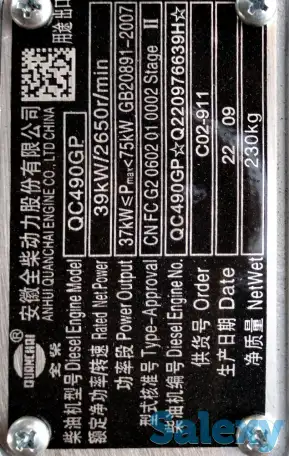 QUANCHAI
全柴
安徽全柴动力股份有限公司
ANHUI QUANCHAI ENGINE CO., LTD CHINA
用途 出口
柴油机型号 Diesel Engine Model QC490GP
额定净功率/转速 Rated Net Power 39kW/2650r/min
功率段 Power Output 37kW≤Pmax<75kW GB20891-2007
型式核准号 Type-Approval CN FC G2 0602 01 0002 Stage II
柴油机编号 Diesel Engine No. QC490GP☆Q220976639H☆
供货号 Order C02-911
生产日期 Date 22 09
净质量 NetWet 230kg
Salexy